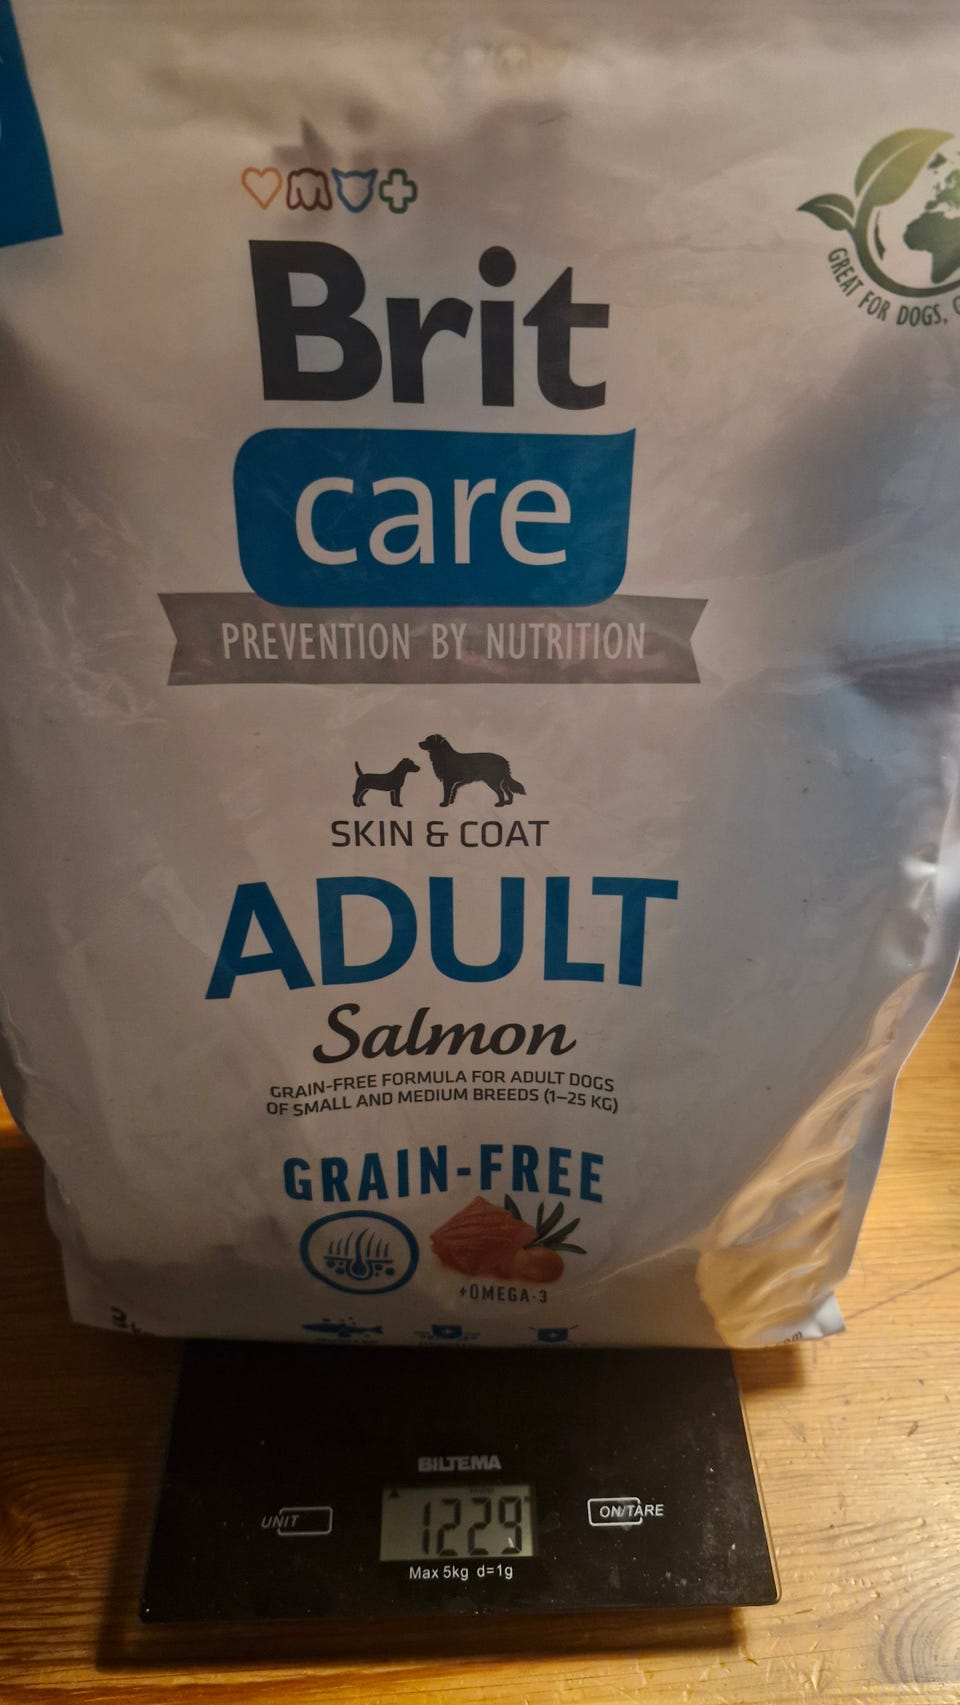 Brit
care
PREVENTION BY NUTRITION
GREAT FOR DOGS,
SKIN & COAT
ADULT
Salmon
GRAIN-FREE FORMULA FOR ADULT DOGS
OF SMALL AND MEDIUM BREEDS (1–25 KG)
GRAIN-FREE
+OMEGA-3
BILTEMA
UNIT
1229
ON/TARE
Max 5kg d=1g